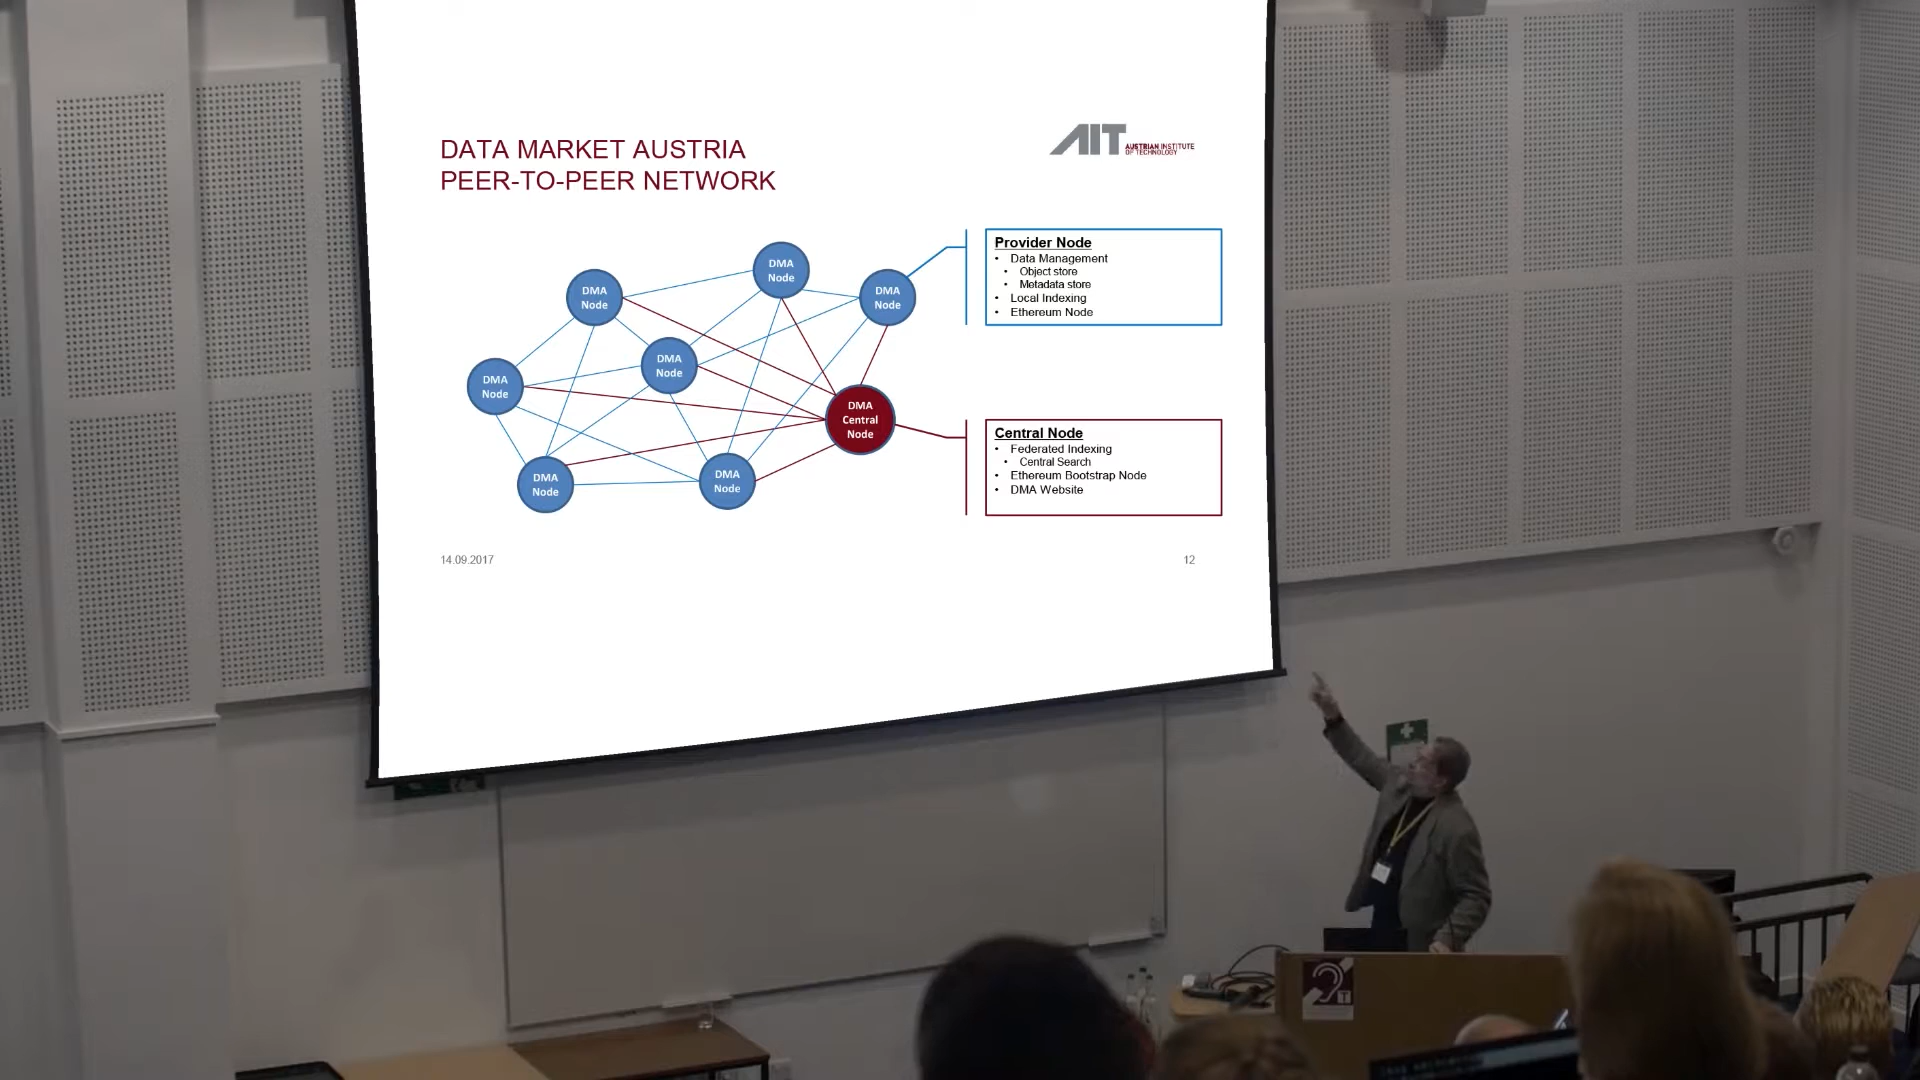 DATA MARKET AUSTRIA
PEER-TO-PEER NETWORK
AIT AUSTRIAN INSTITUTE
OF TECHNOLOGY
DMA
Node
DMA
Node
DMA
Node
DMA
Node
DMA
Node
DMA
Central
Node
DMA
Node
DMA
Node
Provider Node
• Data Management
• Object store
• Metadata store
• Local Indexing
• Ethereum Node
Central Node
• Federated Indexing
• Central Search
• Ethereum Bootstrap Node
• DMA Website
14.09.2017
12
T